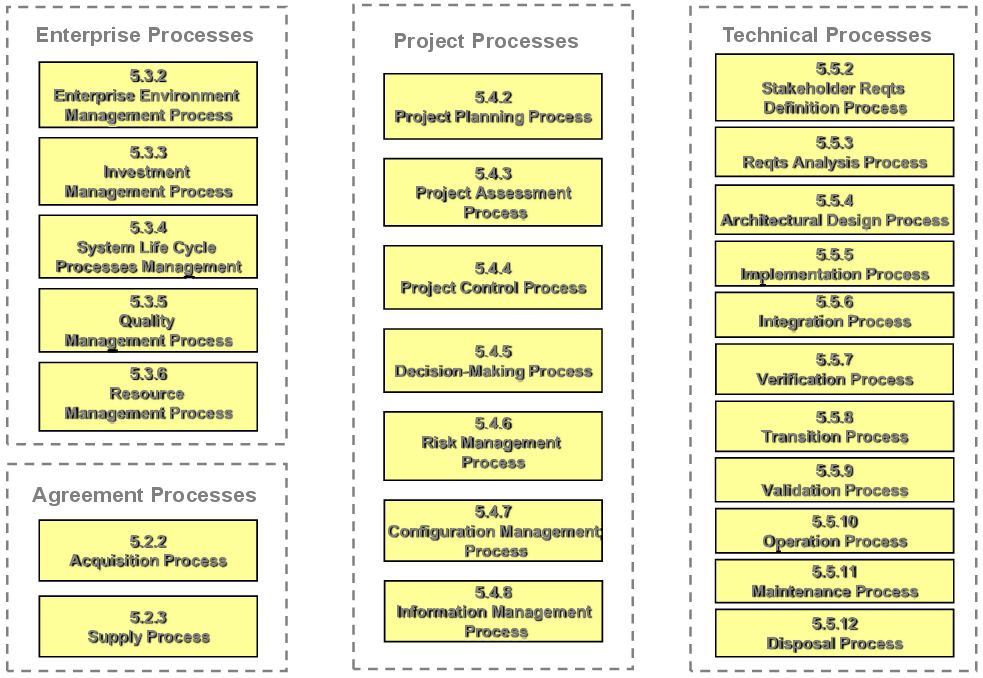 Enterprise Processes
5.3.2
Enterprise Environment
Management Process
5.3.3
Investment
Management Process
5.3.4
System Life Cycle
Processes Management
5.3.5
Quality
Management Process
5.3.6
Resource
Management Process
Agreement Processes
5.2.2
Acquisition Process
5.2.3
Supply Process
Project Processes
5.4.2
Project Planning Process
5.4.3
Project Assessment
Process
5.4.4
Project Control Process
5.4.5
Decision-Making Process
5.4.6
Risk Management
Process
5.4.7
Configuration Management
Process
5.4.8
Information Management
Process
Technical Processes
5.5.2
Stakeholder Reqts
Definition Process
5.5.3
Reqts Analysis Process
5.5.4
Architectural Design Process
5.5.5
Implementation Process
5.5.6
Integration Process
5.5.7
Verification Process
5.5.8
Transition Process
5.5.9
Validation Process
5.5.10
Operation Process
5.5.11
Maintenance Process
5.5.12
Disposal Process